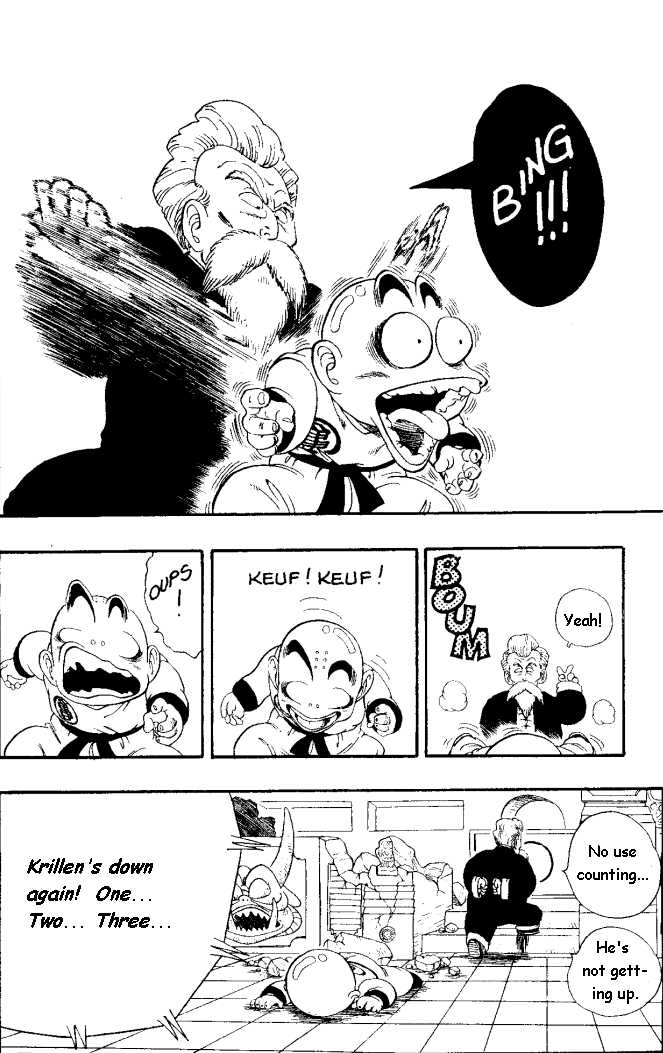 BING
!!!
OUPS
!
KEUF! KEUF!
BOUM
Yeah!
Krillen's down
again! One...
Two... Three...
No use
counting...
He's
not gett-
ing up.